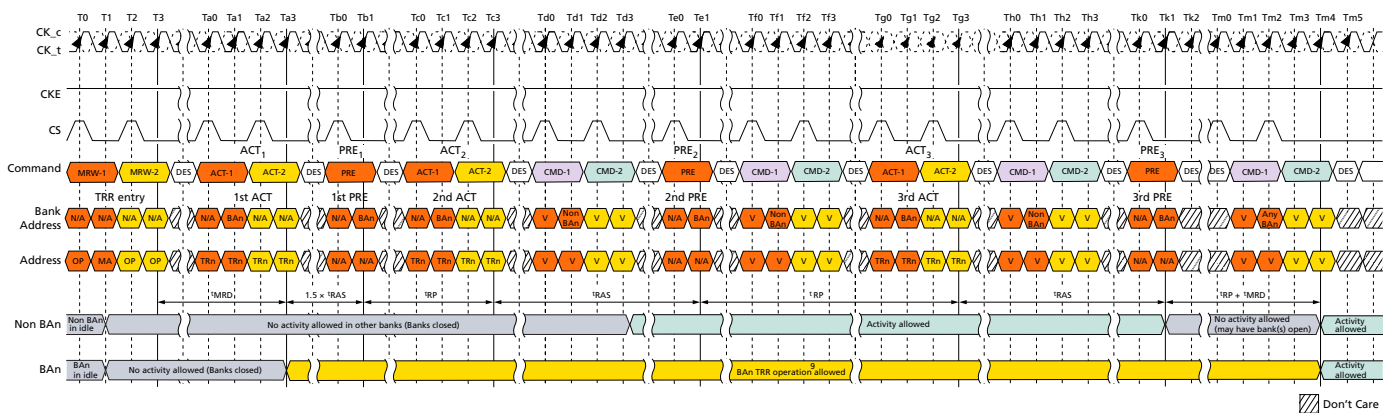 T0 T1 T2 T3 Ta0 Ta1 Ta2 Ta3 Tb0 Tb1 Tc0 Tc1 Tc2 Tc3 Td0 Td1 Td2 Td3 Te0 Te1 Tf0 Tf1 Tf2 Tf3 Tg0 Tg1 Tg2 Tg3 Th0 Th1 Th2 Th3 Tk0 Tk1 Tk2 Tm0 Tm1 Tm2 Tm3 Tm4 Tm5
CK_c
CK_t
CKE
CS
ACT1 PRE1 ACT2 PRE2 ACT3 PRE3
Command MRW-1 MRW-2 DES ACT-1 ACT-2 DES PRE DES ACT-1 ACT-2 DES CMD-1 CMD-2 DES PRE DES CMD-1 CMD-2 DES ACT-1 ACT-2 DES CMD-1 CMD-2 DES PRE DES DES CMD-1 CMD-2 DES
TRR entry 1st ACT 1st PRE 2nd ACT 2nd PRE 3rd ACT 3rd PRE
Bank Address N/A N/A N/A N/A N/A BAn N/A N/A N/A BAn N/A BAn N/A N/A V Non BAn V V N/A BAn V Non BAn V V N/A BAn N/A N/A V Non BAn V V N/A BAn V Any BAn V V
Address OP MA OP OP TRn TRn TRn TRn N/A N/A TRn TRn TRn TRn V V V V N/A N/A V V V V TRn TRn TRn TRn V V V V N/A N/A V V V V
tMRD 1.5 × tRAS tRP tRAS tRP tRAS tRP + tMRD
Non BAn Non BAn in idle No activity allowed in other banks (Banks closed) Activity allowed No activity allowed (may have bank(s) open) Activity allowed
BAn BAn in idle No activity allowed (Banks closed) BAn TRR operation allowed 9 Activity allowed
Don't Care